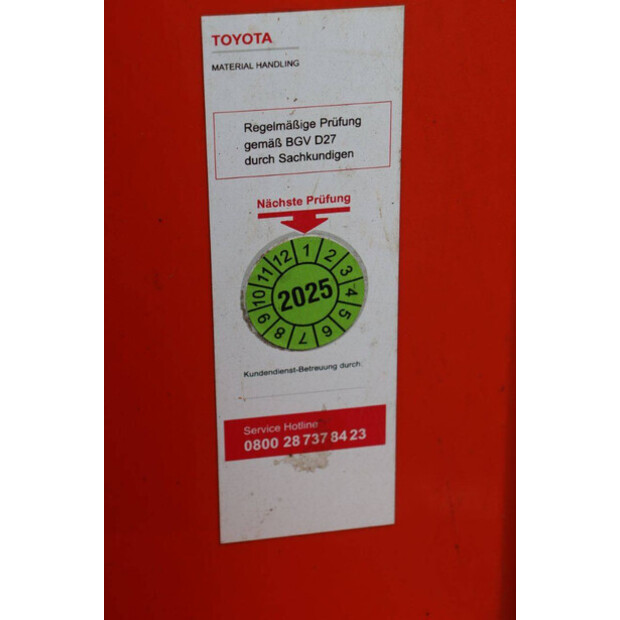 TOYOTA
MATERIAL HANDLING
Regelmäßige Prüfung
gemäß BGV D27
durch Sachkundigen
Nächste Prüfung
1 2 3 4 5 6 7 8 9 10 11 12
2025
Kundendienst-Betreuung durch:
Service Hotline
0800 28 737 84 23